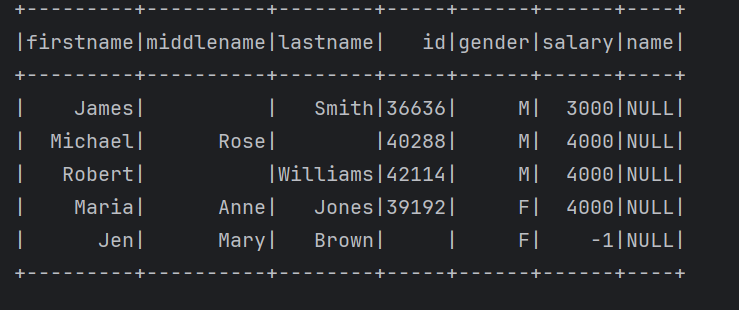 +---------+----------+--------+-----+------+------+----+
|firstname|middlename|lastname|   id|gender|salary|name|
+---------+----------+--------+-----+------+------+----+
|    James|          |   Smith|36636|     M|  3000|NULL|
|  Michael|      Rose|        |40288|     M|  4000|NULL|
|   Robert|          |Williams|42114|     M|  4000|NULL|
|    Maria|      Anne|   Jones|39192|     F|  4000|NULL|
|      Jen|      Mary|   Brown|     |     F|    -1|NULL|
+---------+----------+--------+-----+------+------+----+